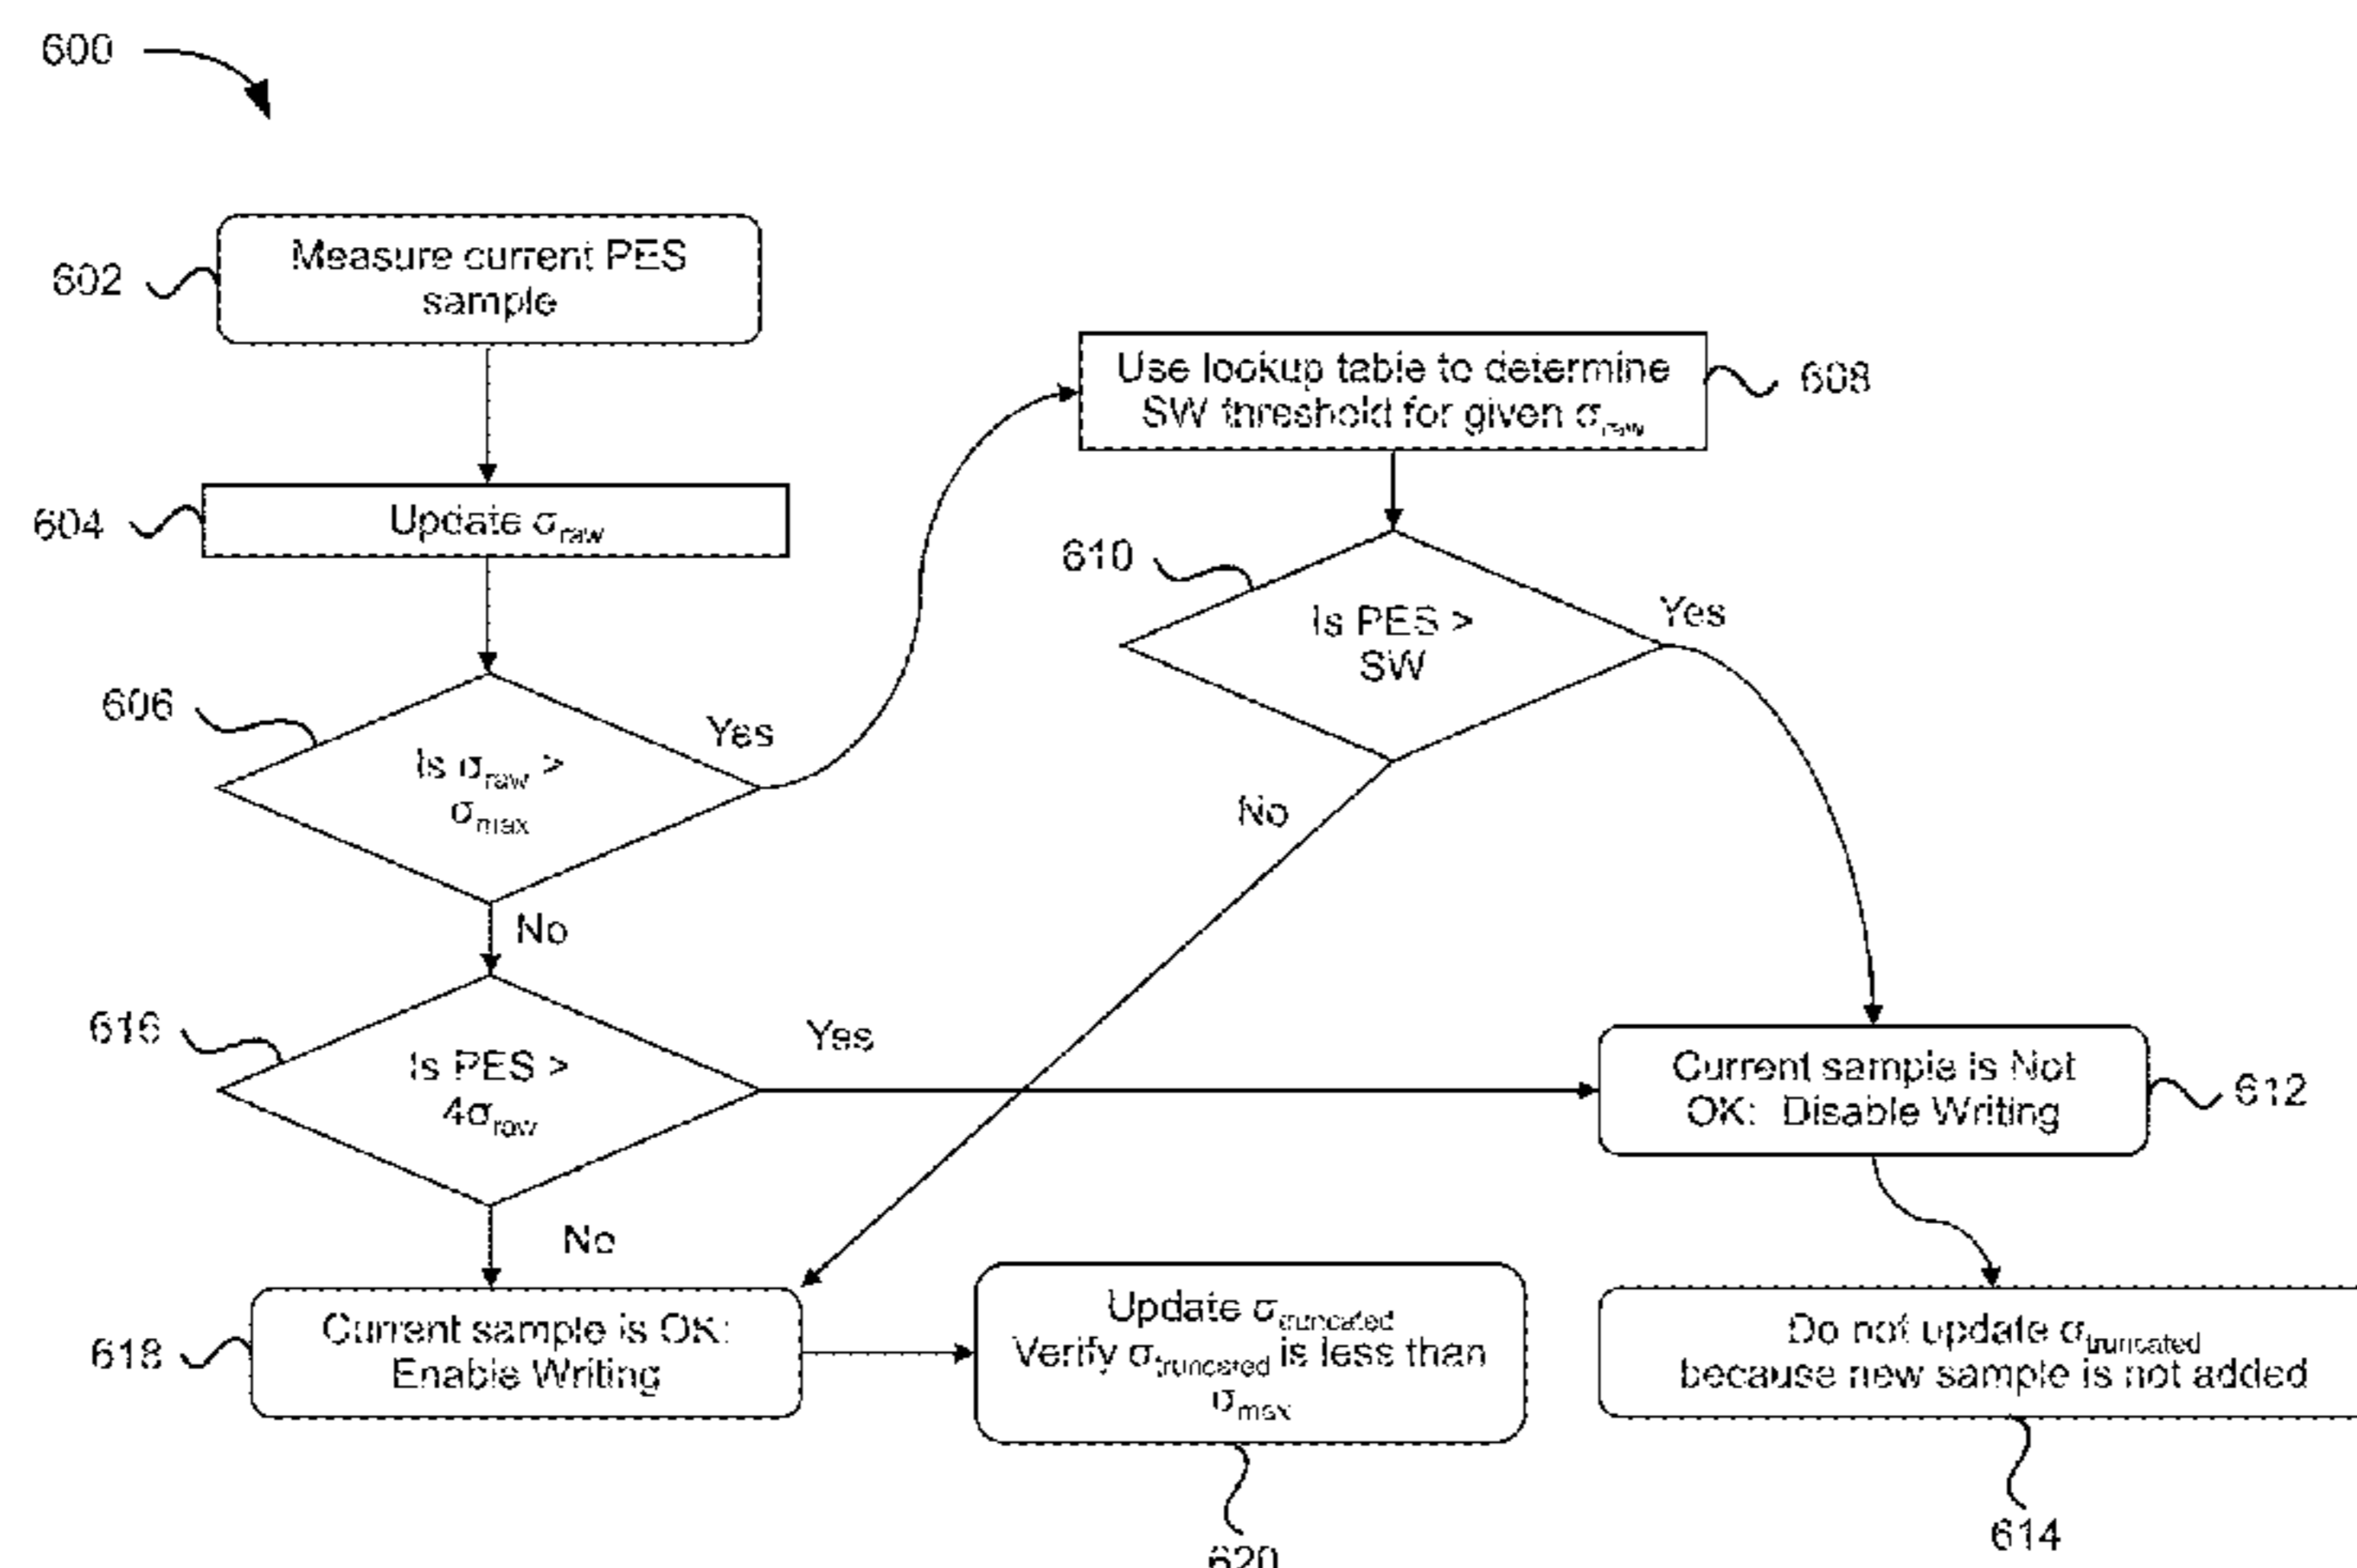 600
602
Measure current PES
sample
604
Update σraw
606
Is σraw >
σmax
Yes
No
Use lookup table to determine
SW threshold for given σraw
608
610
Is PES >
SW
Yes
No
616
Is PES >
4σraw
Yes
No
Current sample is Not
OK: Disable Writing
612
618
Current sample is OK:
Enable Writing
Update σtruncated
Verify σtruncated is less than
σmax
620
Do not update σtruncated
because new sample is not added
614